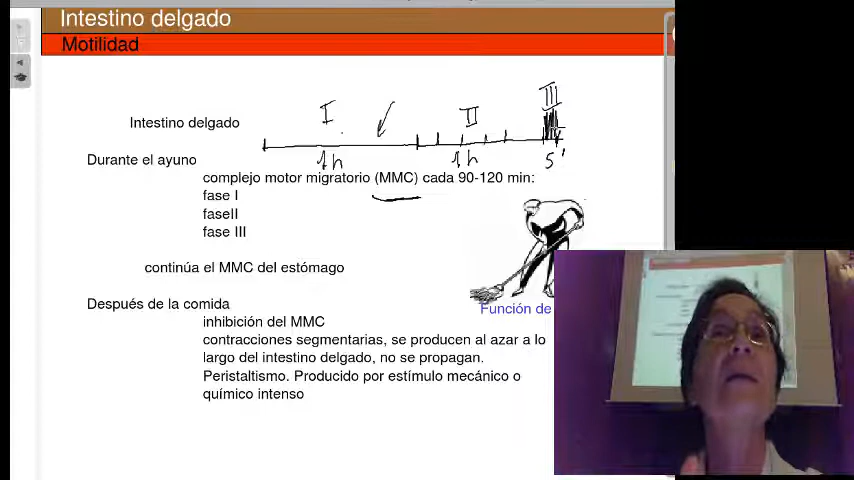 Intestino delgado
Motilidad
I II III
Intestino delgado
Durante el ayuno
1h 1h 5'
complejo motor migratorio (MMC) cada 90-120 min:
fase I
faseII
fase III
continúa el MMC del estómago
Después de la comida
Función de
inhibición del MMC
contracciones segmentarias, se producen al azar a lo
largo del intestino delgado, no se propagan.
Peristaltismo. Producido por estímulo mecánico o
químico intenso